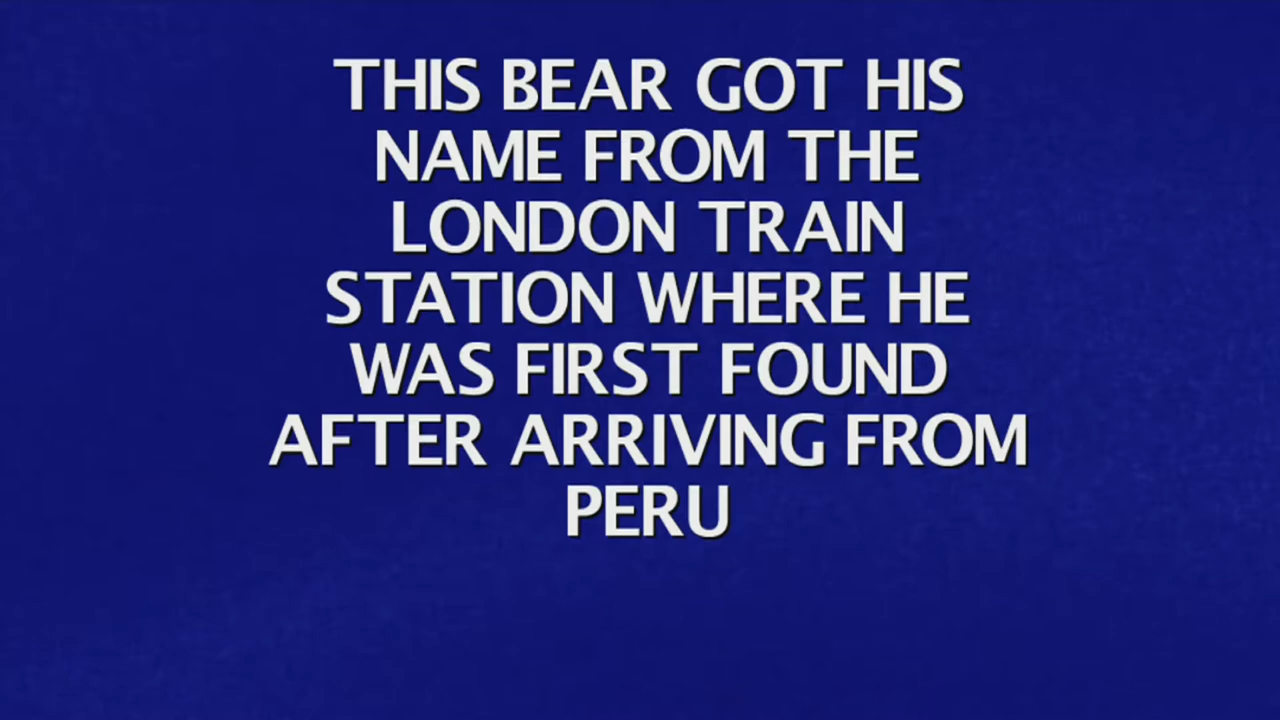 THIS BEAR GOT HIS
NAME FROM THE
LONDON TRAIN
STATION WHERE HE
WAS FIRST FOUND
AFTER ARRIVING FROM
PERU